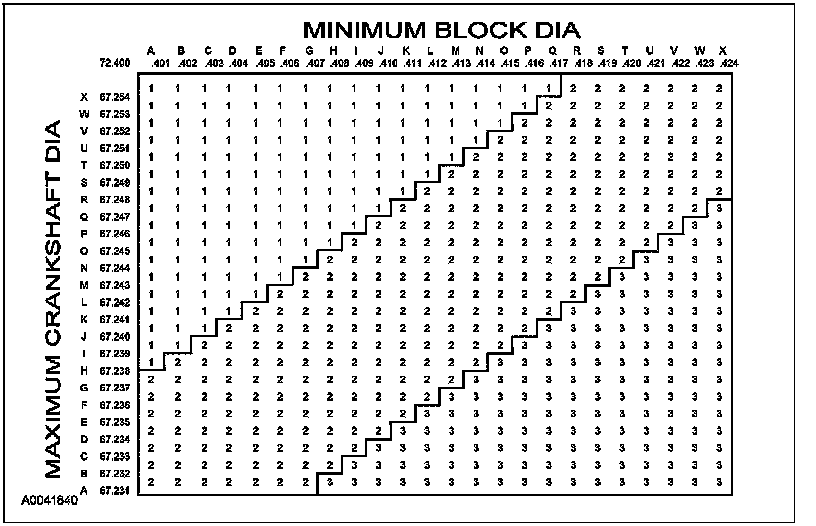 MINIMUM BLOCK DIA
A B C D E F G H I J K L M N O P Q R S T U V W X
72.400 .401 .402 .403 .404 .405 .406 .407 .408 .409 .410 .411 .412 .413 .414 .415 .416 .417 .418 .419 .420 .421 .422 .423 .424
MAXIMUM CRANKSHAFT DIA
1 1 1 1 1 1 1 1 1 1 1 1 1 1 1 1 1 2 2 2 2 2 2 2
X 67.254
1 1 1 1 1 1 1 1 1 1 1 1 1 1 1 1 2 2 2 2 2 2 2 2
W 67.253
1 1 1 1 1 1 1 1 1 1 1 1 1 1 1 2 2 2 2 2 2 2 2 2
V 67.252
1 1 1 1 1 1 1 1 1 1 1 1 1 1 2 2 2 2 2 2 2 2 2 2
U 67.251
1 1 1 1 1 1 1 1 1 1 1 1 1 2 2 2 2 2 2 2 2 2 2 2
T 67.250
1 1 1 1 1 1 1 1 1 1 1 1 2 2 2 2 2 2 2 2 2 2 2 2
S 67.249
1 1 1 1 1 1 1 1 1 1 1 2 2 2 2 2 2 2 2 2 2 2 2 2
R 67.248
1 1 1 1 1 1 1 1 1 1 2 2 2 2 2 2 2 2 2 2 2 2 2 3
Q 67.247
1 1 1 1 1 1 1 1 1 2 2 2 2 2 2 2 2 2 2 2 2 2 3 3
P 67.246
1 1 1 1 1 1 1 1 2 2 2 2 2 2 2 2 2 2 2 2 2 3 3 3
O 67.245
1 1 1 1 1 1 1 2 2 2 2 2 2 2 2 2 2 2 2 2 3 3 3 3
N 67.244
1 1 1 1 1 1 2 2 2 2 2 2 2 2 2 2 2 2 2 3 3 3 3 3
M 67.243
1 1 1 1 1 2 2 2 2 2 2 2 2 2 2 2 2 2 3 3 3 3 3 3
L 67.242
1 1 1 1 2 2 2 2 2 2 2 2 2 2 2 2 2 3 3 3 3 3 3 3
K 67.241
1 1 1 2 2 2 2 2 2 2 2 2 2 2 2 2 3 3 3 3 3 3 3 3
J 67.240
1 1 2 2 2 2 2 2 2 2 2 2 2 2 2 3 3 3 3 3 3 3 3 3
I 67.239
1 2 2 2 2 2 2 2 2 2 2 2 2 2 3 3 3 3 3 3 3 3 3 3
H 67.238
2 2 2 2 2 2 2 2 2 2 2 2 2 3 3 3 3 3 3 3 3 3 3 3
G 67.237
2 2 2 2 2 2 2 2 2 2 2 2 3 3 3 3 3 3 3 3 3 3 3 3
F 67.236
2 2 2 2 2 2 2 2 2 2 2 3 3 3 3 3 3 3 3 3 3 3 3 3
E 67.235
2 2 2 2 2 2 2 2 2 2 3 3 3 3 3 3 3 3 3 3 3 3 3 3
D 67.234
2 2 2 2 2 2 2 2 2 3 3 3 3 3 3 3 3 3 3 3 3 3 3 3
C 67.233
2 2 2 2 2 2 2 2 3 3 3 3 3 3 3 3 3 3 3 3 3 3 3 3
B 67.232
2 2 2 2 2 2 2 3 3 3 3 3 3 3 3 3 3 3 3 3 3 3 3 3
A 67.231
A0041640